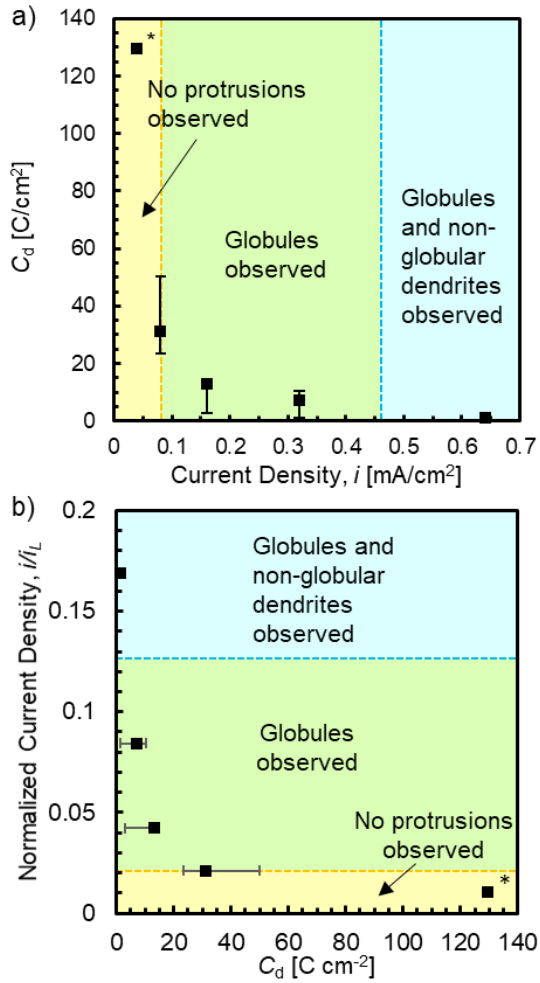 a)
140
120
100
80
60
40
20
0
C_d [C/cm²]
*
No protrusions
observed
Globules
observed
Globules
and non-
globular
dendrites
observed
0 0.1 0.2 0.3 0.4 0.5 0.6 0.7
Current Density, i [mA/cm²]
b)
0.2
0.15
0.1
0.05
0
Normalized Current Density, i/i_L
Globules and
non-globular
dendrites
observed
Globules
observed
No protrusions
observed
*
0 20 40 60 80 100 120 140
C_d [C cm⁻²]